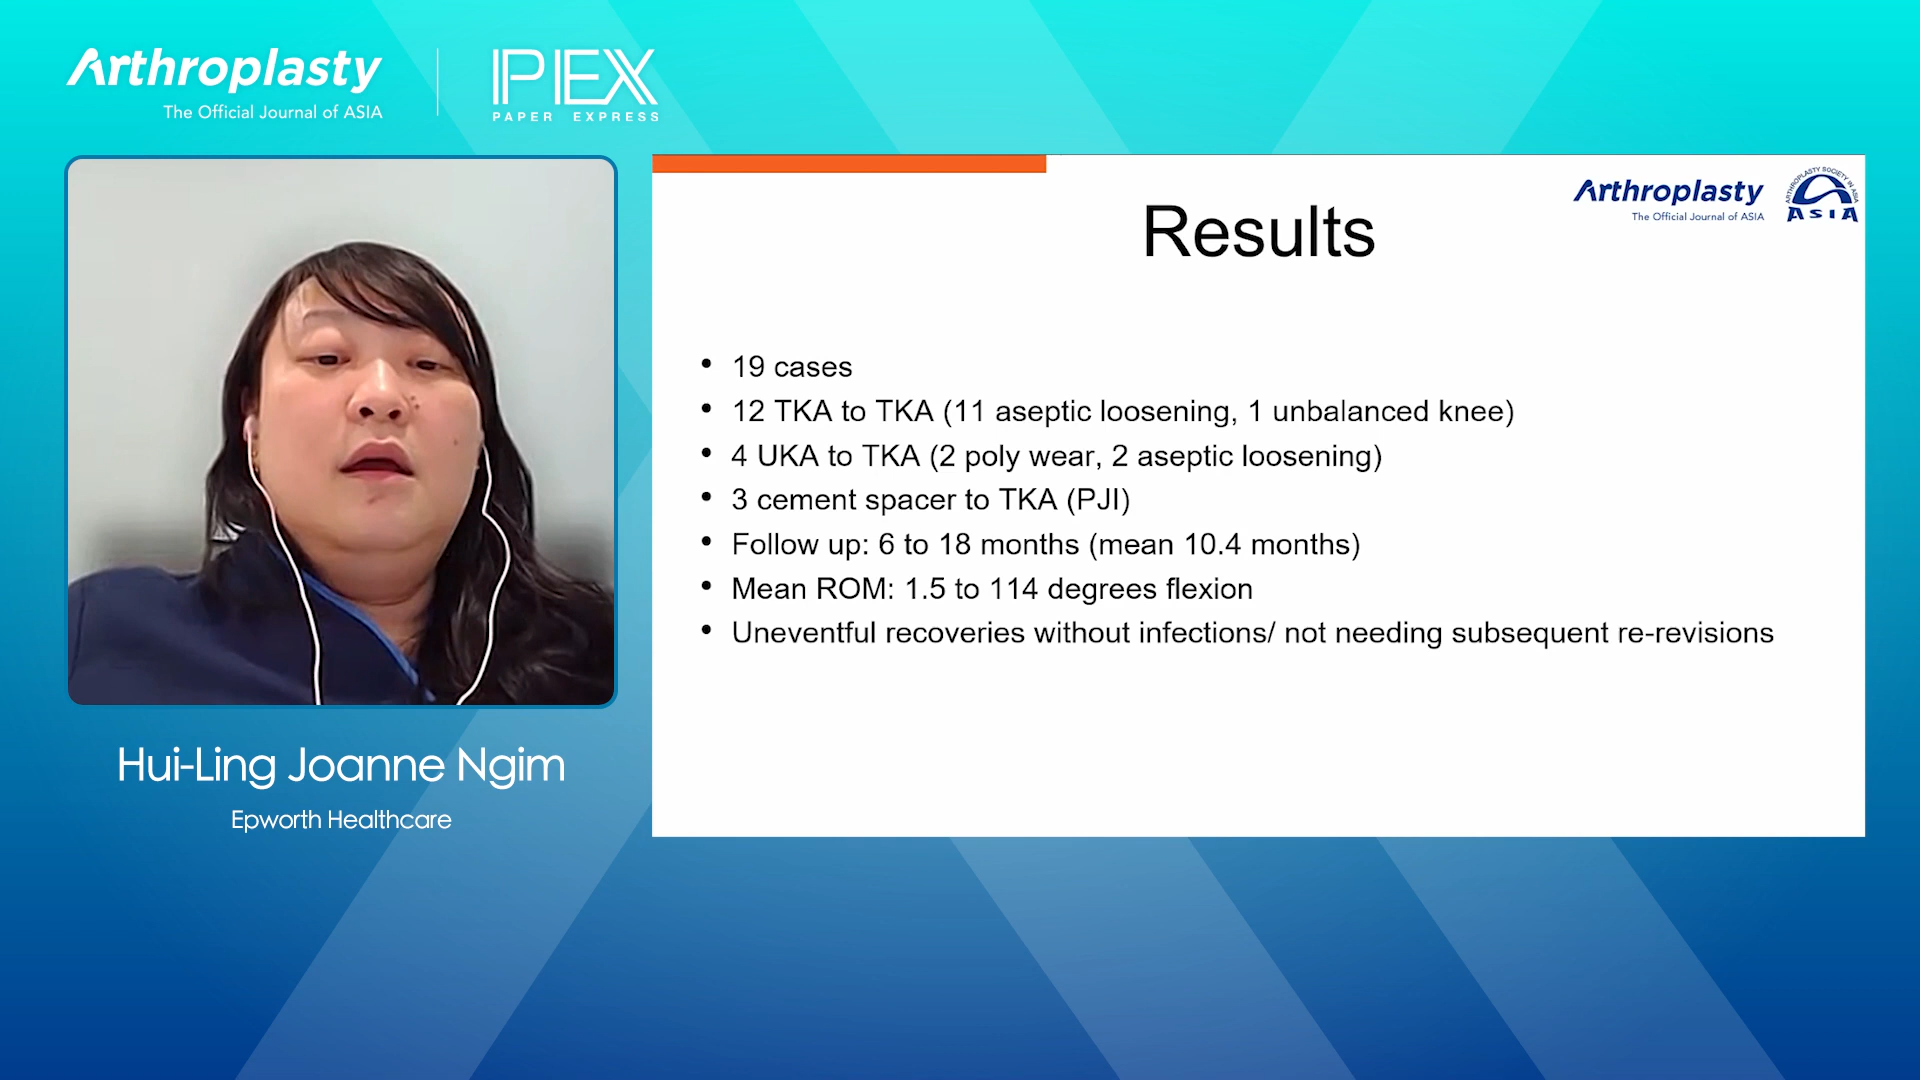 Arthroplasty
The Official Journal of ASIA
PEX
PAPER EXPRESS
Hui-Ling Joanne Ngim
Epworth Healthcare
Arthroplasty
The Official Journal of ASIA
ARTHROPLASTY SOCIETY IN ASIA
ASIA
Results
• 19 cases
• 12 TKA to TKA (11 aseptic loosening, 1 unbalanced knee)
• 4 UKA to TKA (2 poly wear, 2 aseptic loosening)
• 3 cement spacer to TKA (PJI)
• Follow up: 6 to 18 months (mean 10.4 months)
• Mean ROM: 1.5 to 114 degrees flexion
• Uneventful recoveries without infections/ not needing subsequent re-revisions